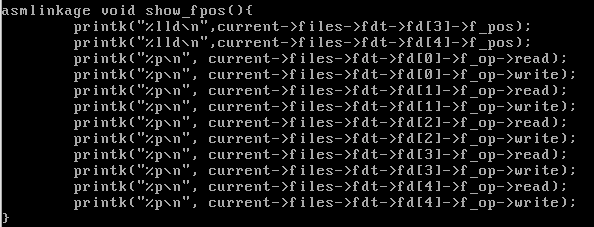 asmlinkage void show_fpos(){
        printk("%lld\n",current->files->fdt->fd[3]->f_pos);
        printk("%lld\n",current->files->fdt->fd[4]->f_pos);
        printk("%p\n", current->files->fdt->fd[0]->f_op->read);
        printk("%p\n", current->files->fdt->fd[0]->f_op->write);
        printk("%p\n", current->files->fdt->fd[1]->f_op->read);
        printk("%p\n", current->files->fdt->fd[1]->f_op->write);
        printk("%p\n", current->files->fdt->fd[2]->f_op->read);
        printk("%p\n", current->files->fdt->fd[2]->f_op->write);
        printk("%p\n", current->files->fdt->fd[3]->f_op->read);
        printk("%p\n", current->files->fdt->fd[3]->f_op->write);
        printk("%p\n", current->files->fdt->fd[4]->f_op->read);
        printk("%p\n", current->files->fdt->fd[4]->f_op->write);
}